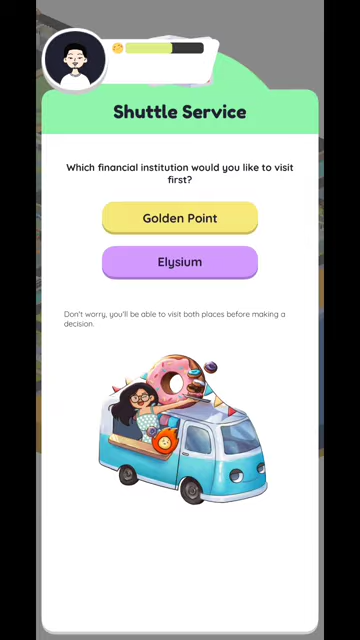 Shuttle Service
Which financial institution would you like to visit
first?
Golden Point
Elysium
Don't worry, you'll be able to visit both places before making a
decision.